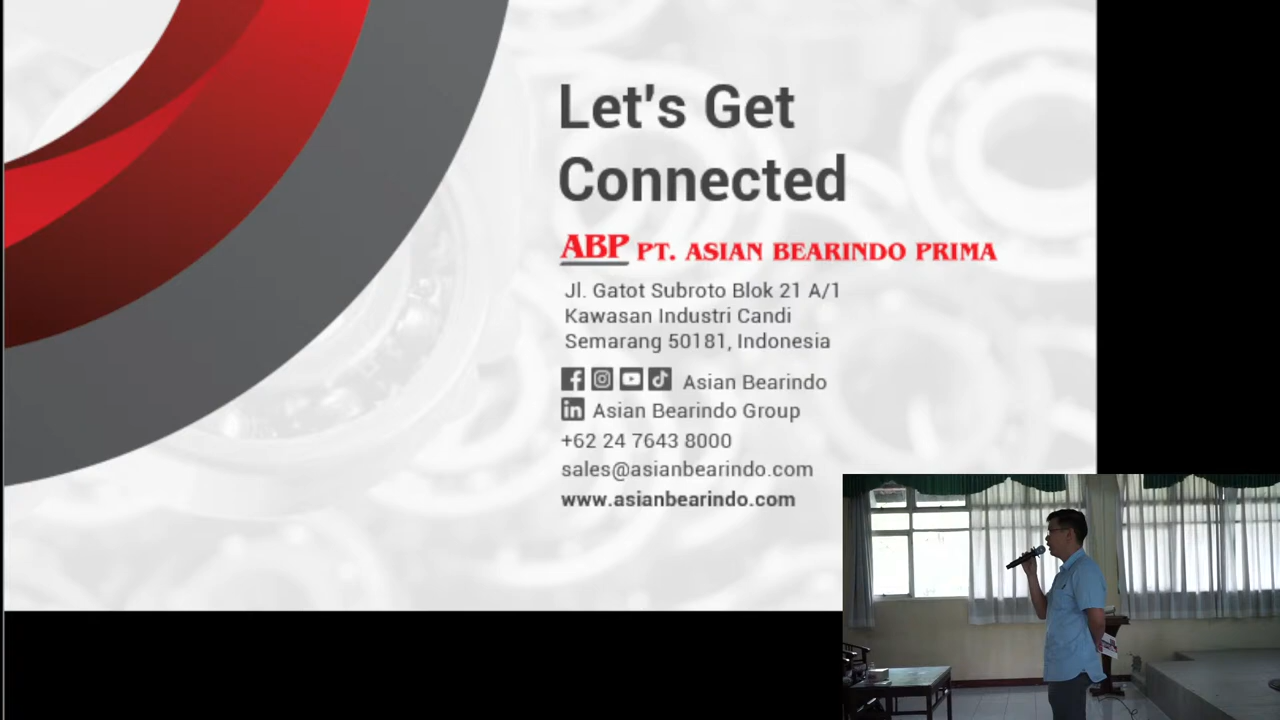 Let's Get
Connected
ABP PT. ASIAN BEARINDO PRIMA
Jl. Gatot Subroto Blok 21 A/1
Kawasan Industri Candi
Semarang 50181, Indonesia
Asian Bearindo
in Asian Bearindo Group
+62 24 7643 8000
sales@asianbearindo.com
www.asianbearindo.com